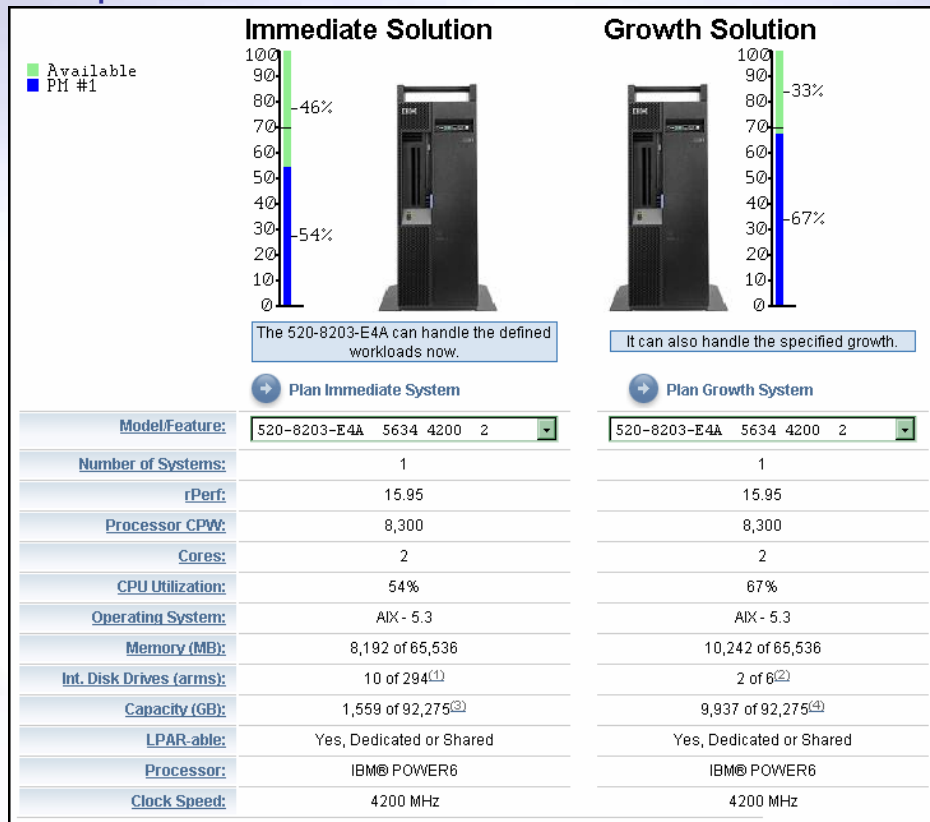 Immediate Solution
Growth Solution
Available
PM #1
100
90
80
70
60
50
40
30
20
10
0
46%
54%
IBM
IBM
100
90
80
70
60
50
40
30
20
10
0
33%
67%
The 520-8203-E4A can handle the defined
workloads now.
It can also handle the specified growth.
Plan Immediate System
Plan Growth System
Model/Feature: 520-8203-E4A 5634 4200 2 520-8203-E4A 5634 4200 2
Number of Systems: 1 1
rPerf: 15.95 15.95
Processor CPW: 8,300 8,300
Cores: 2 2
CPU Utilization: 54% 67%
Operating System: AIX - 5.3 AIX - 5.3
Memory (MB): 8,192 of 65,536 10,242 of 65,536
Int. Disk Drives (arms): 10 of 294(1) 2 of 6(2)
Capacity (GB): 1,559 of 92,275(3) 9,937 of 92,275(4)
LPAR-able: Yes, Dedicated or Shared Yes, Dedicated or Shared
Processor: IBM® POWER6 IBM® POWER6
Clock Speed: 4200 MHz 4200 MHz